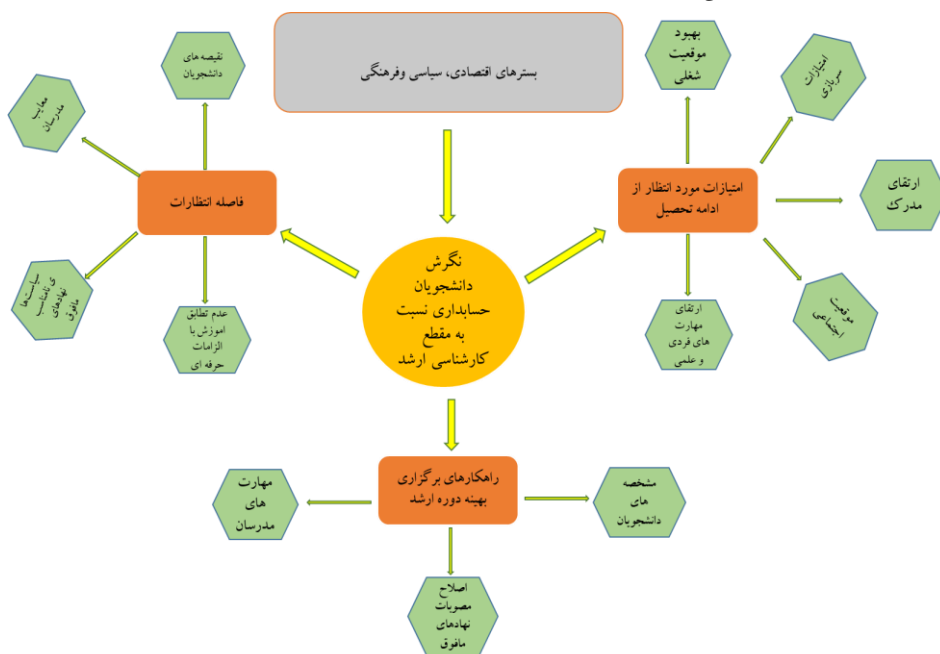 بسترهای اقتصادی، سیاسی وفرهنگی
بهبود
موقعیت
شغلی
امتیازات
سربازی
ارتقای
مدرک
موقعیت
اجتماعی
ارتقای
مهارت
های فردی
و علمی
امتیازات مورد انتظار از
ادامه تحصیل
نقیصه های
دانشجویان
معایب
مدرسان
فاصله انتظارات
سیاست‌ها
ی نامناسب
نهادهای
مافوق
عدم تطابق
اموزش با
الزامات
حرفه ای
نگرش
دانشجویان
حسابداری نسبت
به مقطع
کارشناسی ارشد
راهکارهای برگزاری
بهینه دوره ارشد
مشخصه
های
دانشجویان
مهارت
های
مدرسان
اصلاح
مصوبات
نهادهای
مافوق